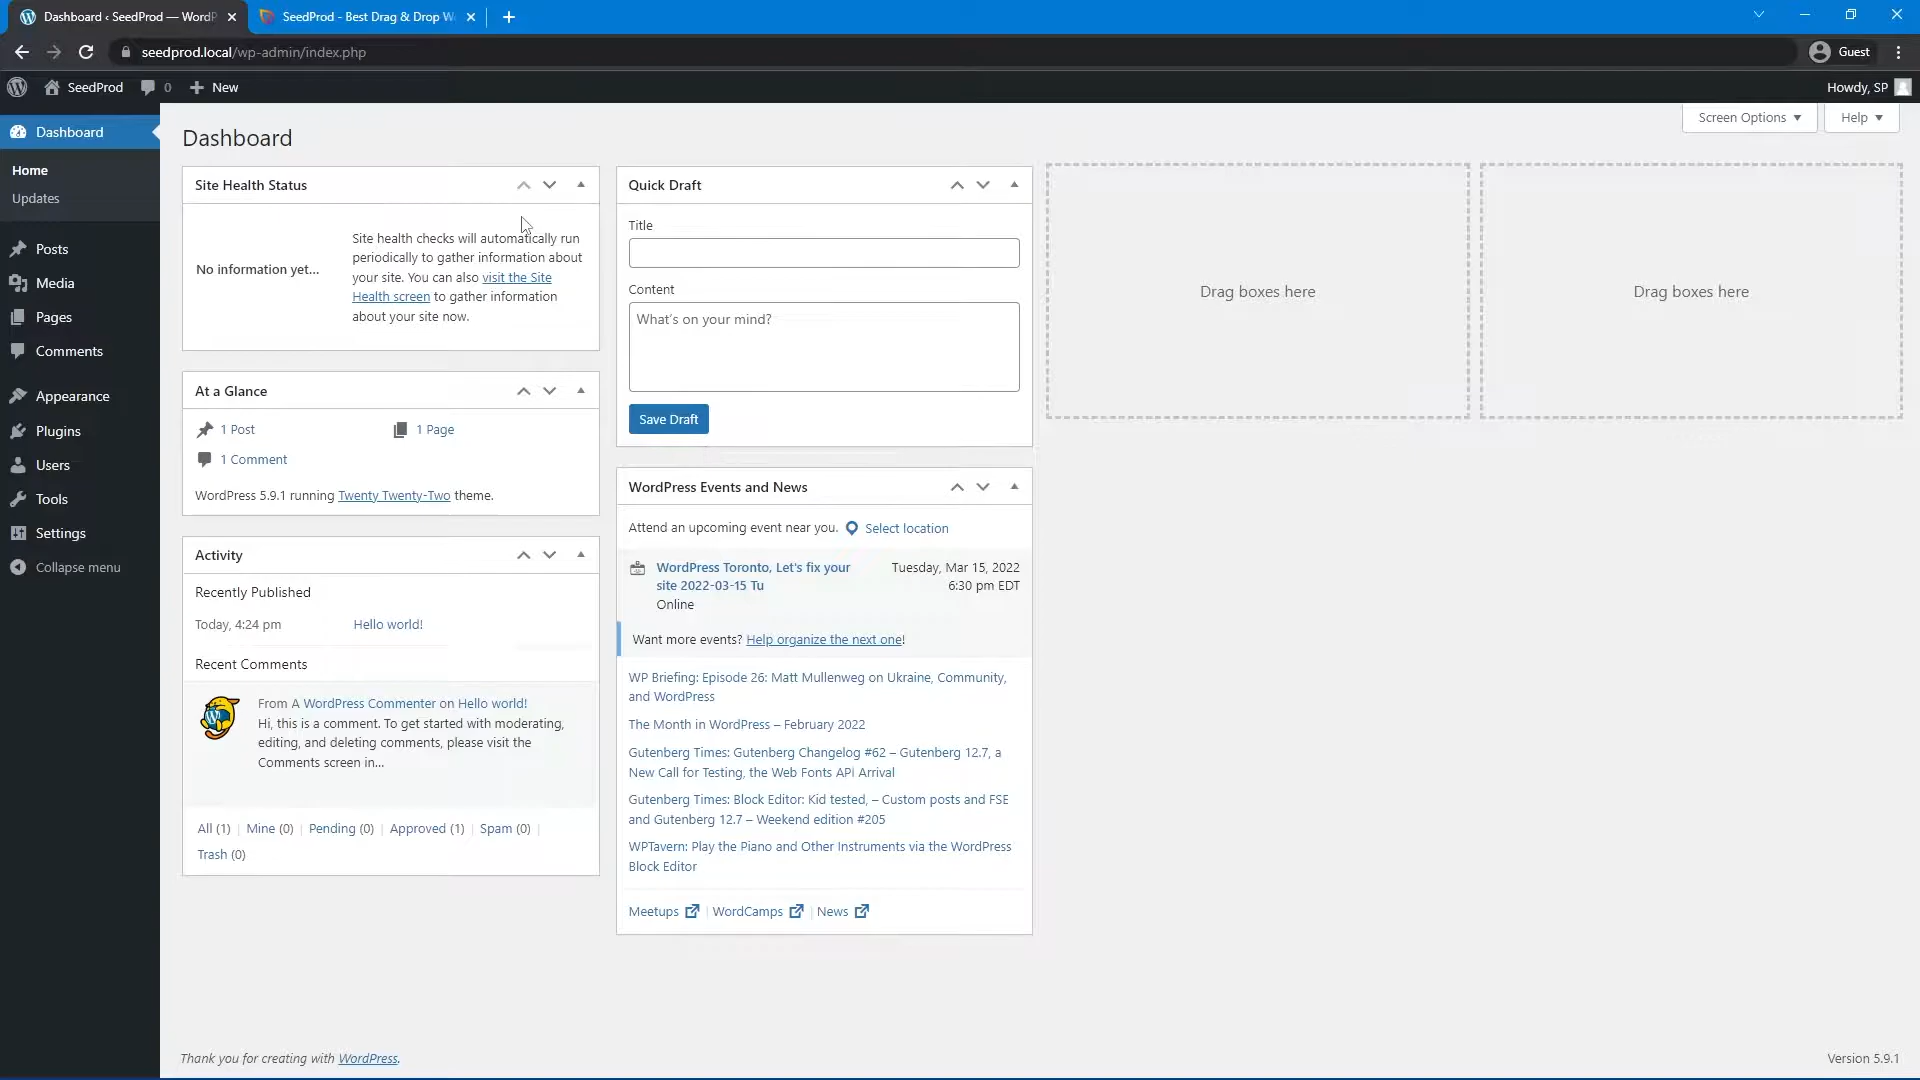 Dashboard ‹ SeedProd — WordP
SeedProd - Best Drag & Drop W
seedprod.local/wp-admin/index.php
Guest
SeedProd
0
New
Howdy, SP
Dashboard
Home
Updates
Posts
Media
Pages
Comments
Appearance
Plugins
Users
Tools
Settings
Collapse menu
Dashboard
Screen Options
Help
Site Health Status
No information yet...
Site health checks will automatically run
periodically to gather information about
your site. You can also visit the Site
Health screen to gather information
about your site now.
At a Glance
1 Post
1 Page
1 Comment
WordPress 5.9.1 running Twenty Twenty-Two theme.
Activity
Recently Published
Today, 4:24 pm
Hello world!
Recent Comments
From A WordPress Commenter on Hello world!
Hi, this is a comment. To get started with moderating,
editing, and deleting comments, please visit the
Comments screen in…
All (1) | Mine (0) | Pending (0) | Approved (1) | Spam (0) |
Trash (0)
Quick Draft
Title
Content
What's on your mind?
Save Draft
WordPress Events and News
Attend an upcoming event near you.
Select location
WordPress Toronto, Let's fix your
site 2022-03-15 Tu
Online
Tuesday, Mar 15, 2022
6:30 pm EDT
Want more events? Help organize the next one!
WP Briefing: Episode 26: Matt Mullenweg on Ukraine, Community,
and WordPress
The Month in WordPress – February 2022
Gutenberg Times: Gutenberg Changelog #62 – Gutenberg 12.7, a
New Call for Testing, the Web Fonts API Arrival
Gutenberg Times: Block Editor: Kid tested, – Custom posts and FSE
and Gutenberg 12.7 – Weekend edition #205
WPTavern: Play the Piano and Other Instruments via the WordPress
Block Editor
Meetups | WordCamps | News
Drag boxes here
Drag boxes here
Thank you for creating with WordPress.
Version 5.9.1